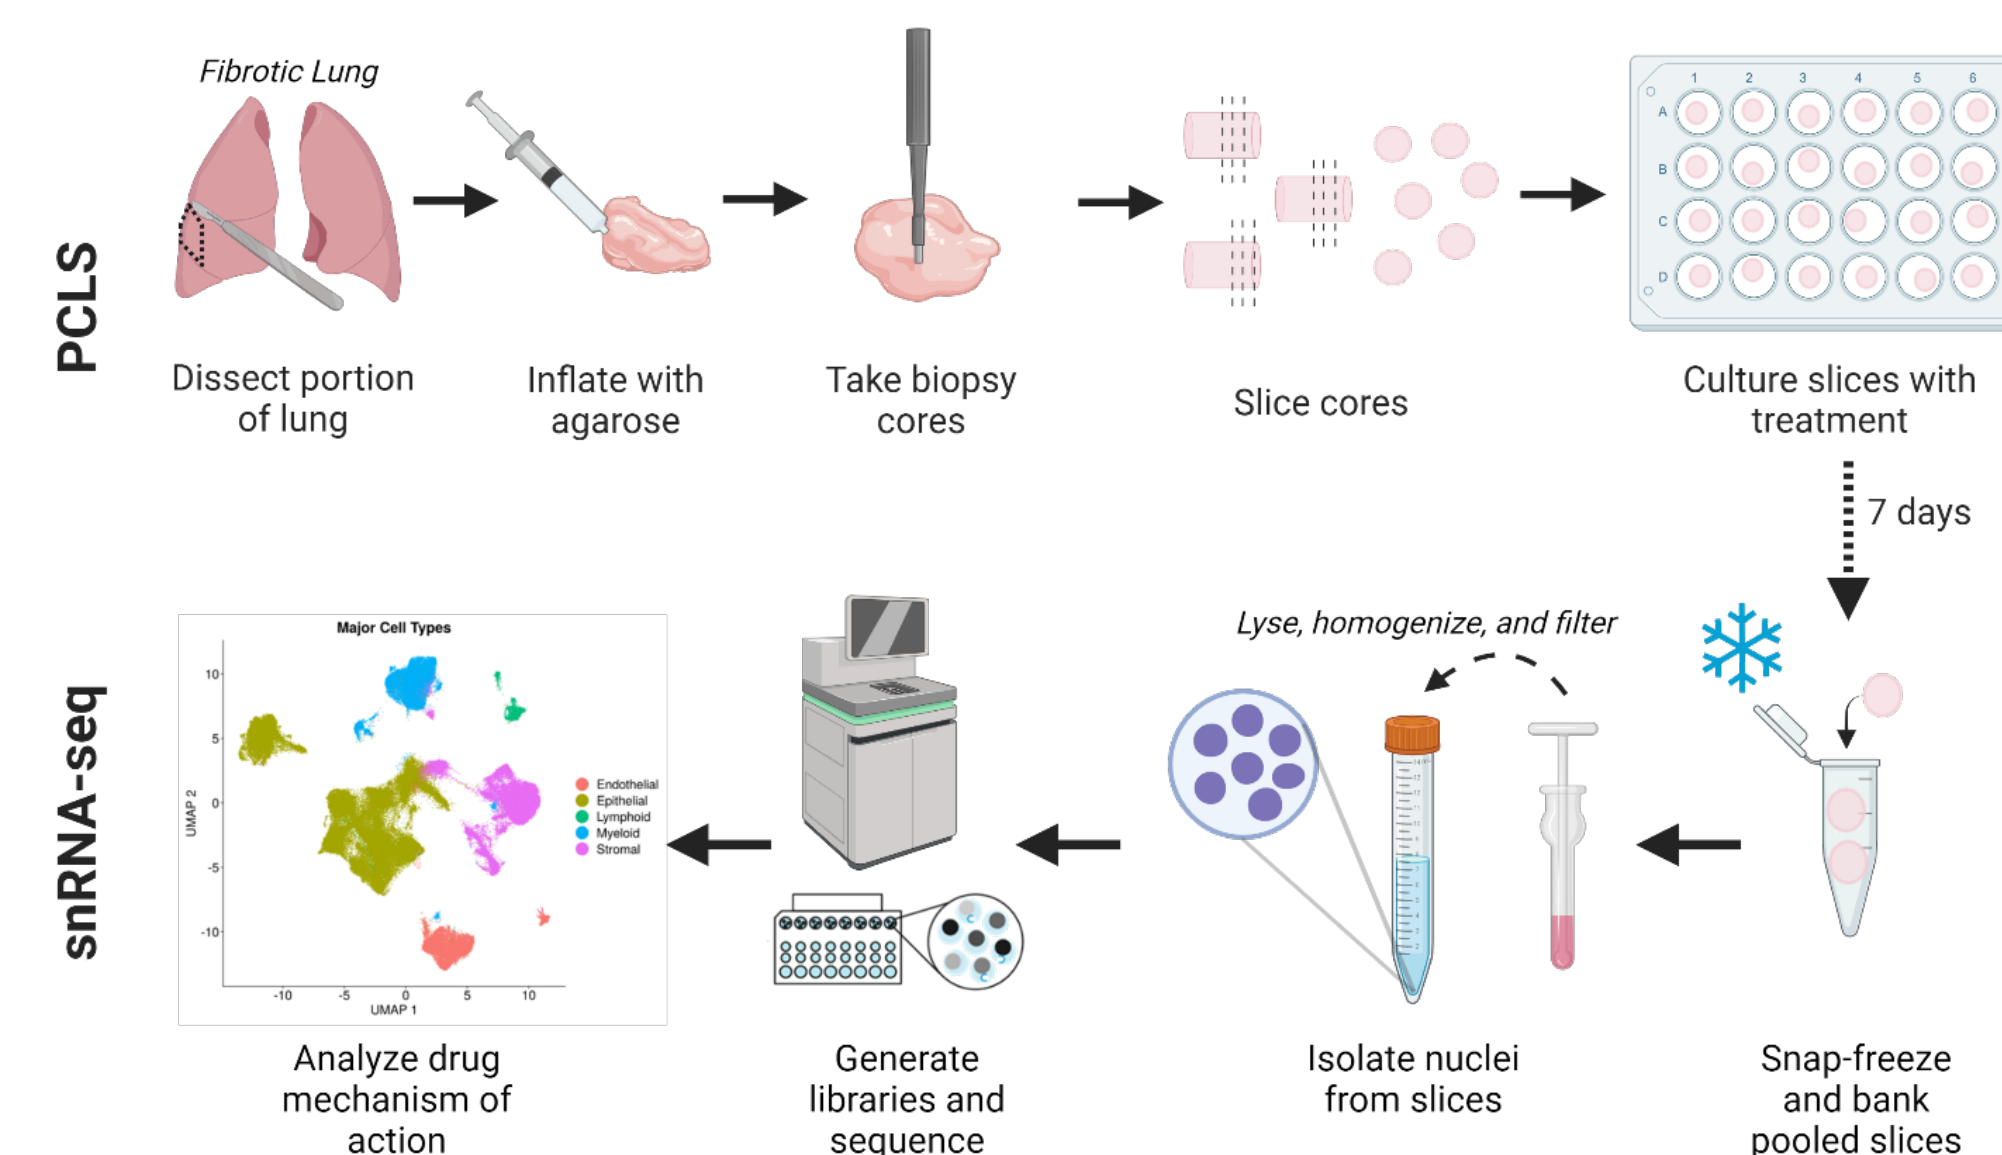 PCLS
Fibrotic Lung
Dissect portion
of lung
Inflate with
agarose
Take biopsy
cores
Slice cores
1 2 3 4 5 6
A
B
C
D
Culture slices with
treatment
7 days
snRNA-seq
Major Cell Types
UMAP 2
10
5
0
-5
-10
-10 -5 0 5 10
UMAP 1
Endothelial
Epithelial
Lymphoid
Myeloid
Stromal
Analyze drug
mechanism of
action
Generate
libraries and
sequence
Lyse, homogenize, and filter
Isolate nuclei
from slices
Snap-freeze
and bank
pooled slices